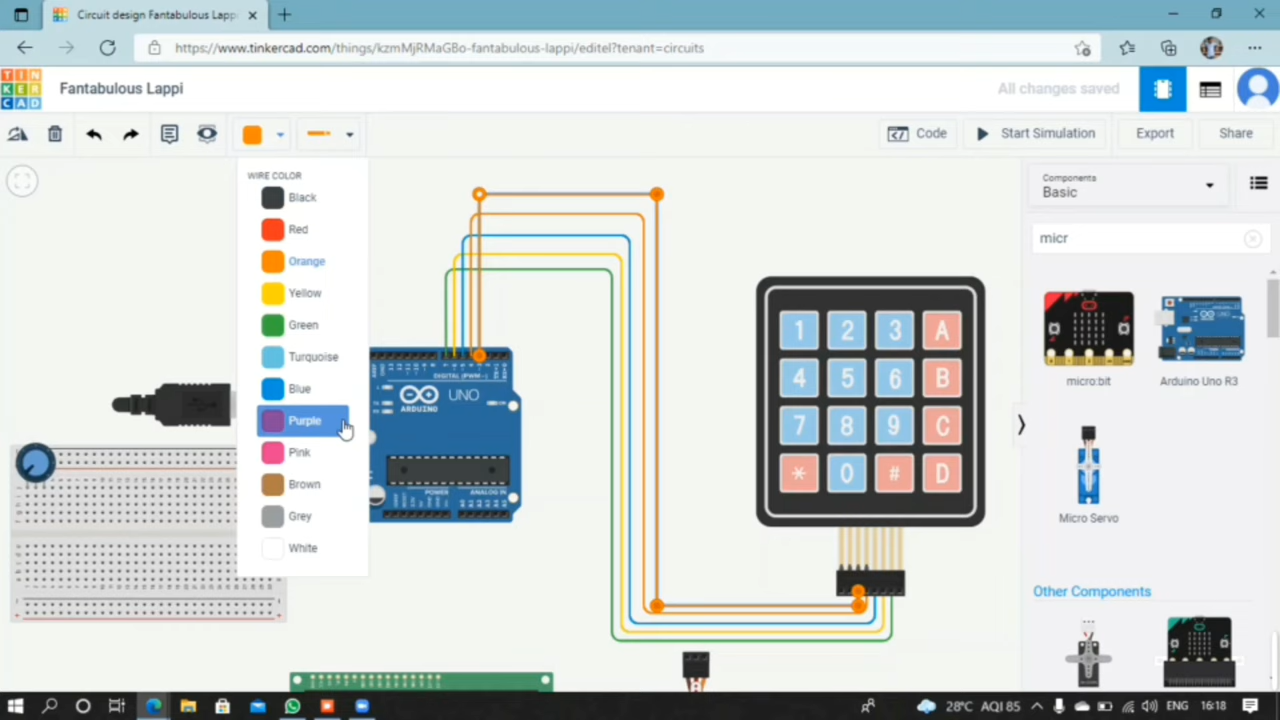 Circuit design Fantabulous Lapp
https://www.tinkercad.com/things/kzmMjRMaGBo-fantabulous-lappi/editel?tenant=circuits
TIN
KER
CAD
Fantabulous Lappi
All changes saved
Code
Start Simulation
Export
Share
WIRE COLOR
Black
Red
Orange
Yellow
Green
Turquoise
Blue
Purple
Pink
Brown
Grey
White
DIGITAL (PWM~)
UNO
ARDUINO
POWER
ANALOG IN
1 2 3 A
4 5 6 B
7 8 9 C
* 0 # D
Components
Basic
micr
micro:bit
Arduino Uno R3
Micro Servo
Other Components
28°C AQI 85
ENG
16:18